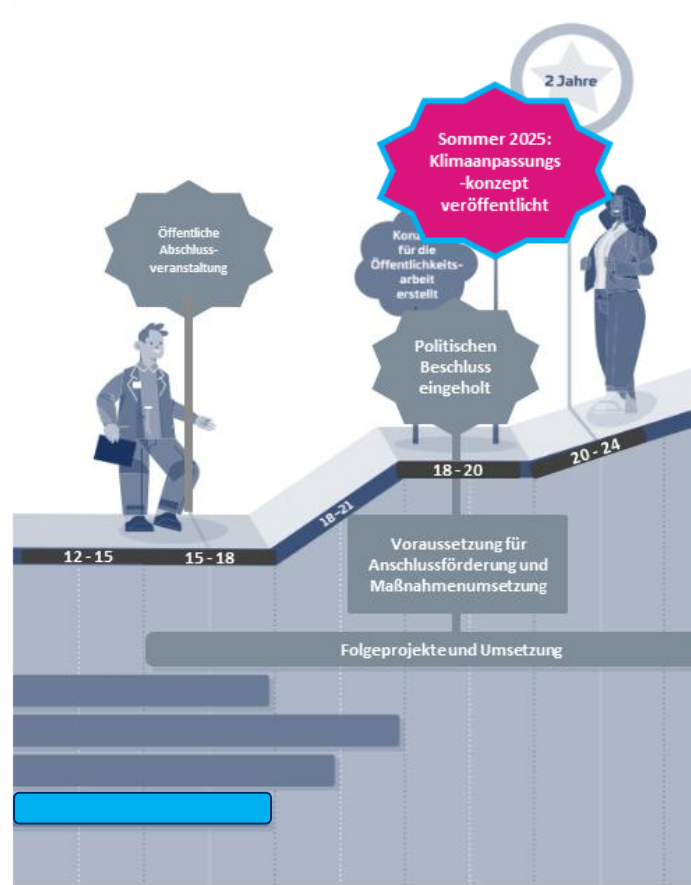 2 Jahre
Sommer 2025:
Klimaanpassungs
-konzept
veröffentlicht
Öffentliche
Abschluss-
veranstaltung
für die
Öffentlichkeits-
arbeit
erstellt
Politischen
Beschluss
eingeholt
12 - 15
15 - 18
18-21
18 - 20
20 - 24
Voraussetzung für
Anschlussförderung und
Maßnahmenumsetzung
Folgeprojekte und Umsetzung